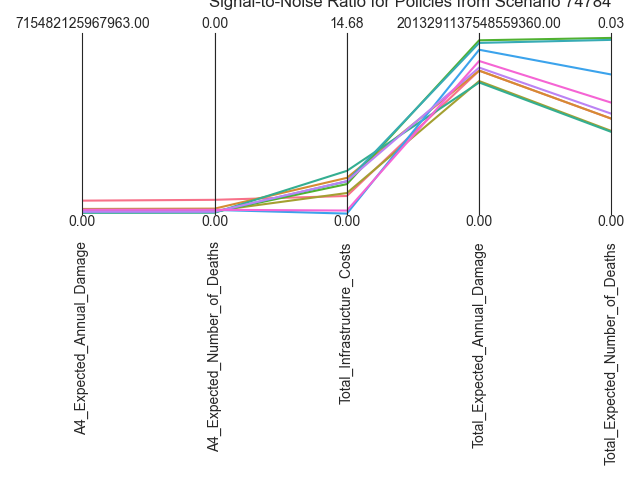 Signal-to-Noise Ratio for Policies from Scenario 74784
715482125967963.00 0.00 14.68 2013291137548559360.00 0.03
0.00 0.00 0.00 0.00 0.00
A4_Expected_Annual_Damage
A4_Expected_Number_of_Deaths
Total_Infrastructure_Costs
Total_Expected_Annual_Damage
Total_Expected_Number_of_Deaths